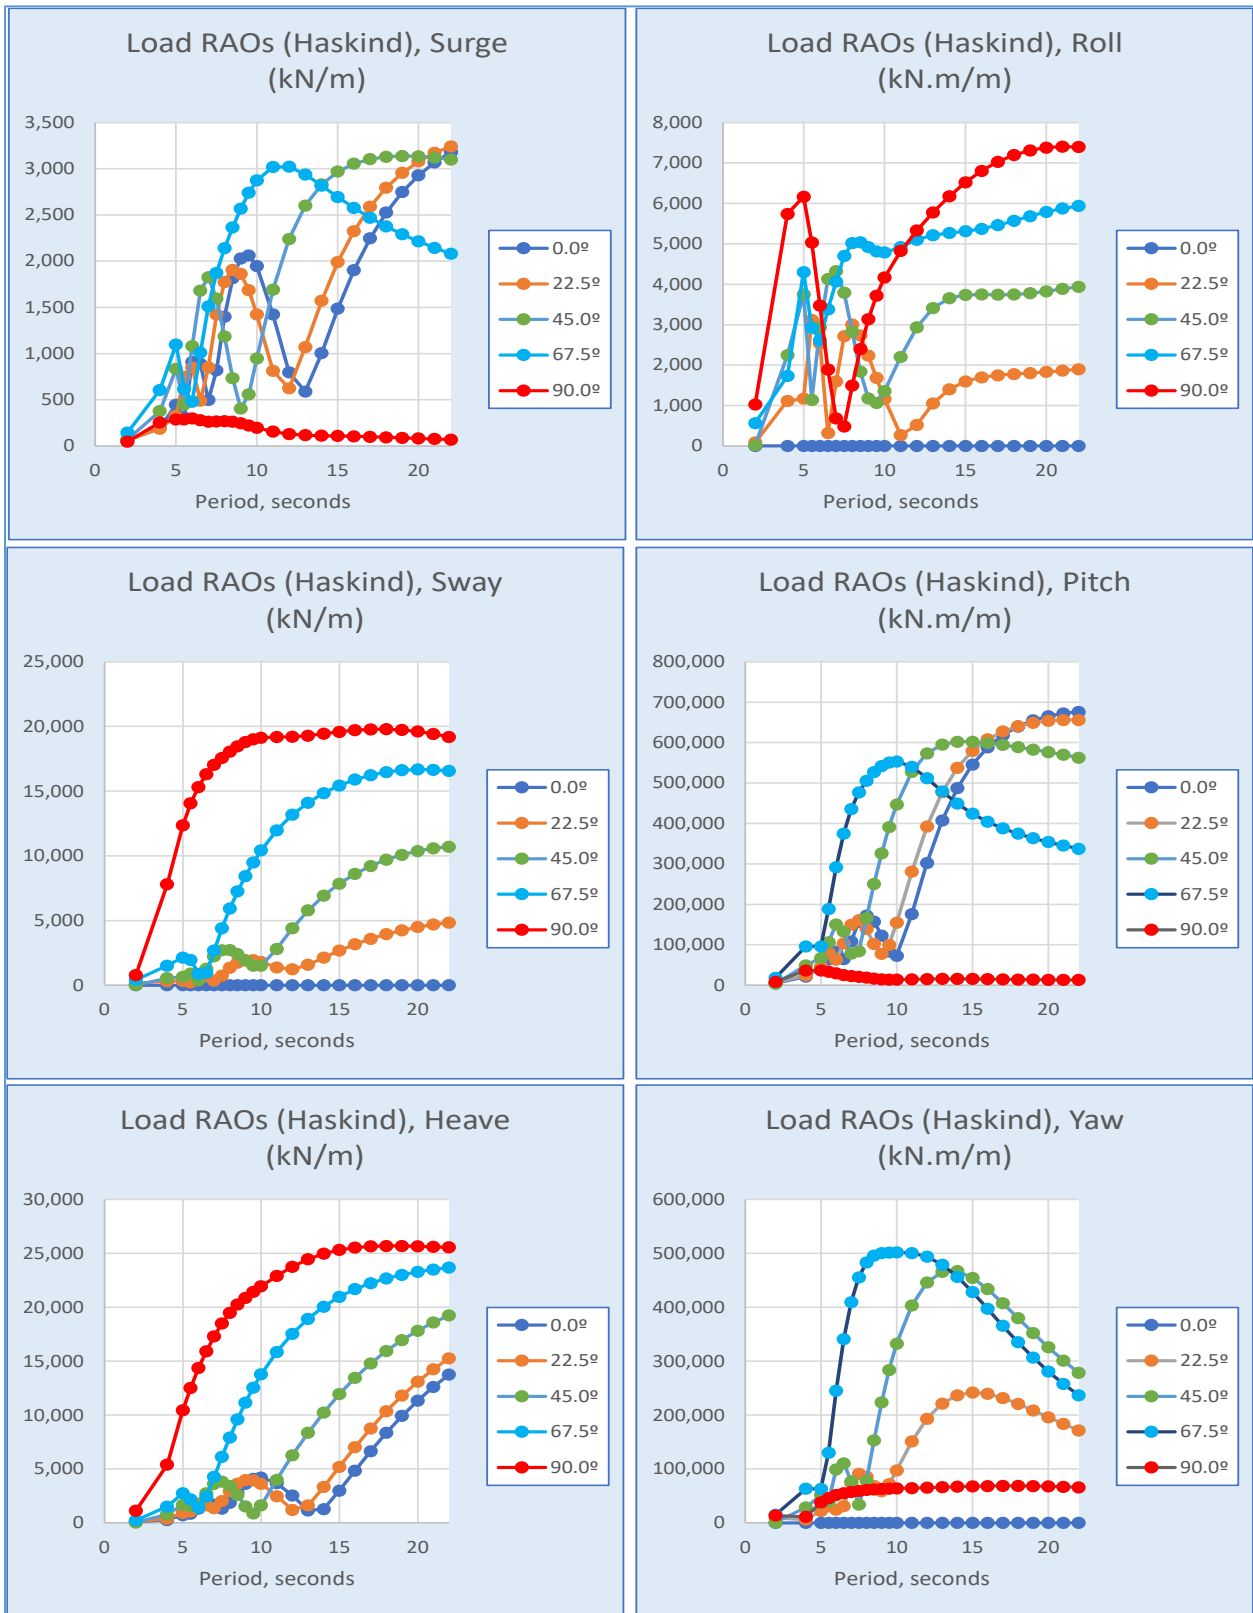 Load RAOs (Haskind), Surge
(kN/m)
3,500
3,000
2,500
2,000
1,500
1,000
500
0
0 5 10 15 20
Period, seconds
0.0º
22.5º
45.0º
67.5º
90.0º
Load RAOs (Haskind), Roll
(kN.m/m)
8,000
7,000
6,000
5,000
4,000
3,000
2,000
1,000
0
0 5 10 15 20
Period, seconds
0.0º
22.5º
45.0º
67.5º
90.0º
Load RAOs (Haskind), Sway
(kN/m)
25,000
20,000
15,000
10,000
5,000
0
0 5 10 15 20
Period, seconds
0.0º
22.5º
45.0º
67.5º
90.0º
Load RAOs (Haskind), Pitch
(kN.m/m)
800,000
700,000
600,000
500,000
400,000
300,000
200,000
100,000
0
0 5 10 15 20
Period, seconds
0.0º
22.5º
45.0º
67.5º
90.0º
Load RAOs (Haskind), Heave
(kN/m)
30,000
25,000
20,000
15,000
10,000
5,000
0
0 5 10 15 20
Period, seconds
0.0º
22.5º
45.0º
67.5º
90.0º
Load RAOs (Haskind), Yaw
(kN.m/m)
600,000
500,000
400,000
300,000
200,000
100,000
0
0 5 10 15 20
Period, seconds
0.0º
22.5º
45.0º
67.5º
90.0º